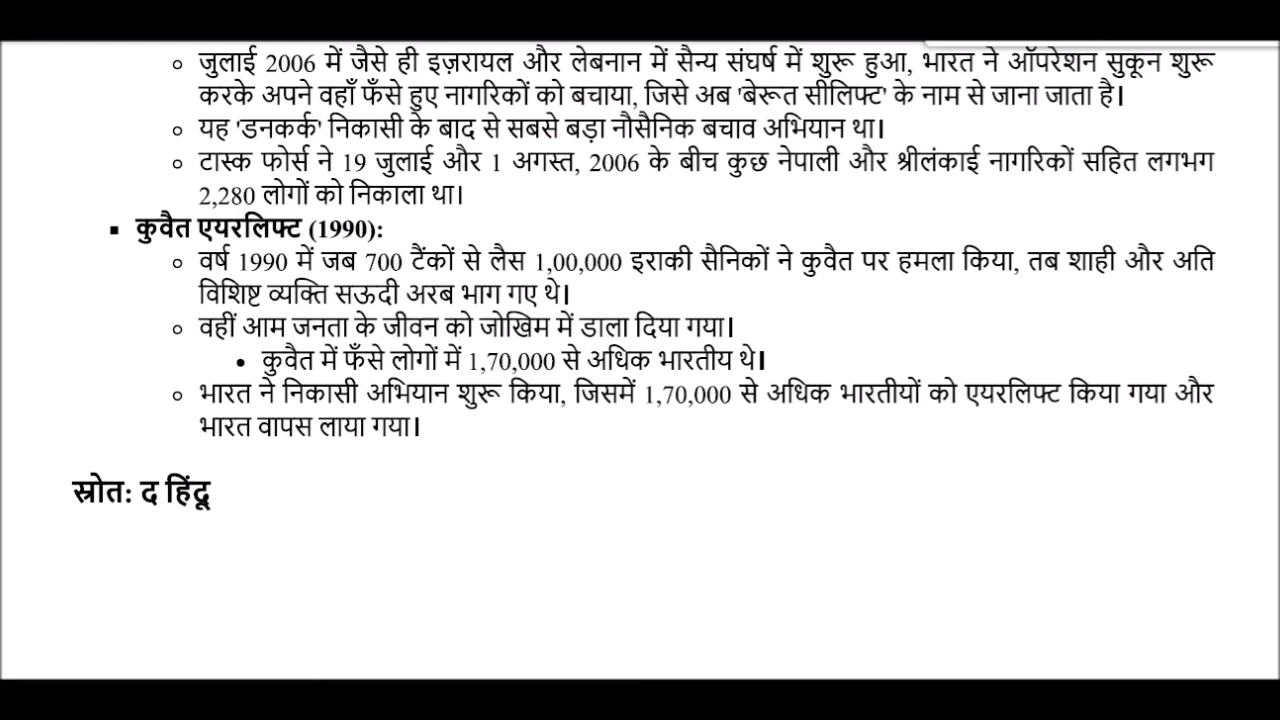 ○ जुलाई 2006 में जैसे ही इज़रायल और लेबनान में सैन्य संघर्ष में शुरू हुआ, भारत ने ऑपरेशन सुकून शुरू
करके अपने वहाँ फँसे हुए नागरिकों को बचाया, जिसे अब 'बेरूत सीलिफ्ट' के नाम से जाना जाता है।
○ यह 'डनकर्क' निकासी के बाद से सबसे बड़ा नौसैनिक बचाव अभियान था।
○ टास्क फोर्स ने 19 जुलाई और 1 अगस्त, 2006 के बीच कुछ नेपाली और श्रीलंकाई नागरिकों सहित लगभग
2,280 लोगों को निकाला था।
▪ कुवैत एयरलिफ्ट (1990):
○ वर्ष 1990 में जब 700 टैंकों से लैस 1,00,000 इराकी सैनिकों ने कुवैत पर हमला किया, तब शाही और अति
विशिष्ट व्यक्ति सऊदी अरब भाग गए थे।
○ वहीं आम जनता के जीवन को जोखिम में डाला दिया गया।
• कुवैत में फँसे लोगों में 1,70,000 से अधिक भारतीय थे।
○ भारत ने निकासी अभियान शुरू किया, जिसमें 1,70,000 से अधिक भारतीयों को एयरलिफ्ट किया गया और
भारत वापस लाया गया।
स्रोत: द हिंदू